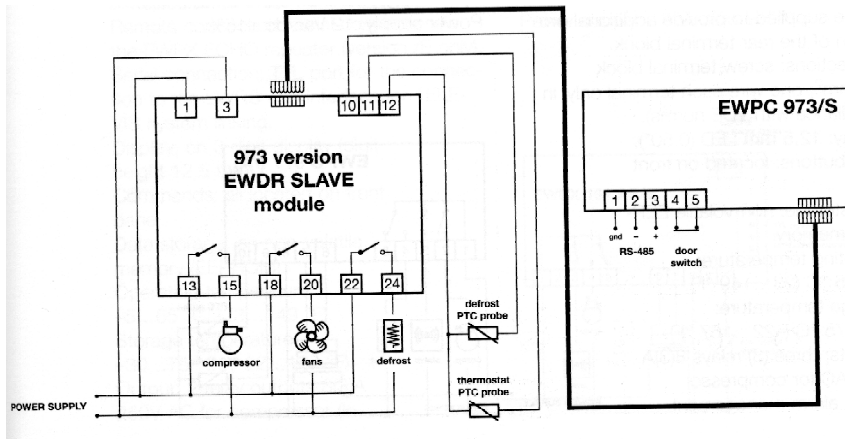 1 3 10 11 12
973 version
EWDR SLAVE
module
13 15 18 20 22 24
compressor fans defrost
POWER SUPPLY
defrost
PTC probe
thermostat
PTC probe
EWPC 973/S
1 2 3 4 5
gnd − +
RS-485 door
switch